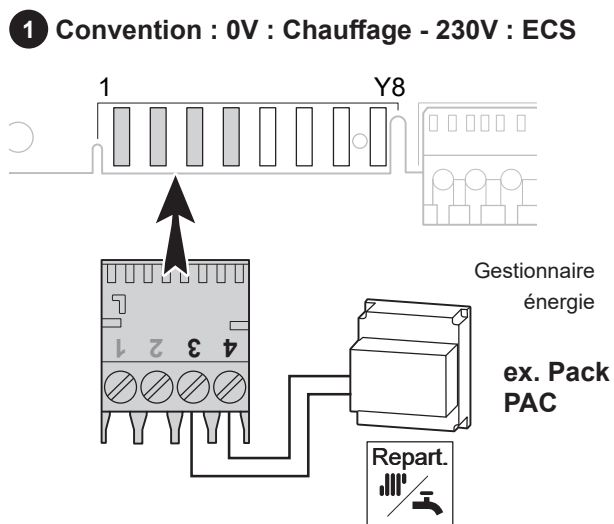 1 Convention : 0V : Chauffage - 230V : ECS
1 Y8
Gestionnaire
énergie
1 2 3 4
ex. Pack
PAC
Repart.